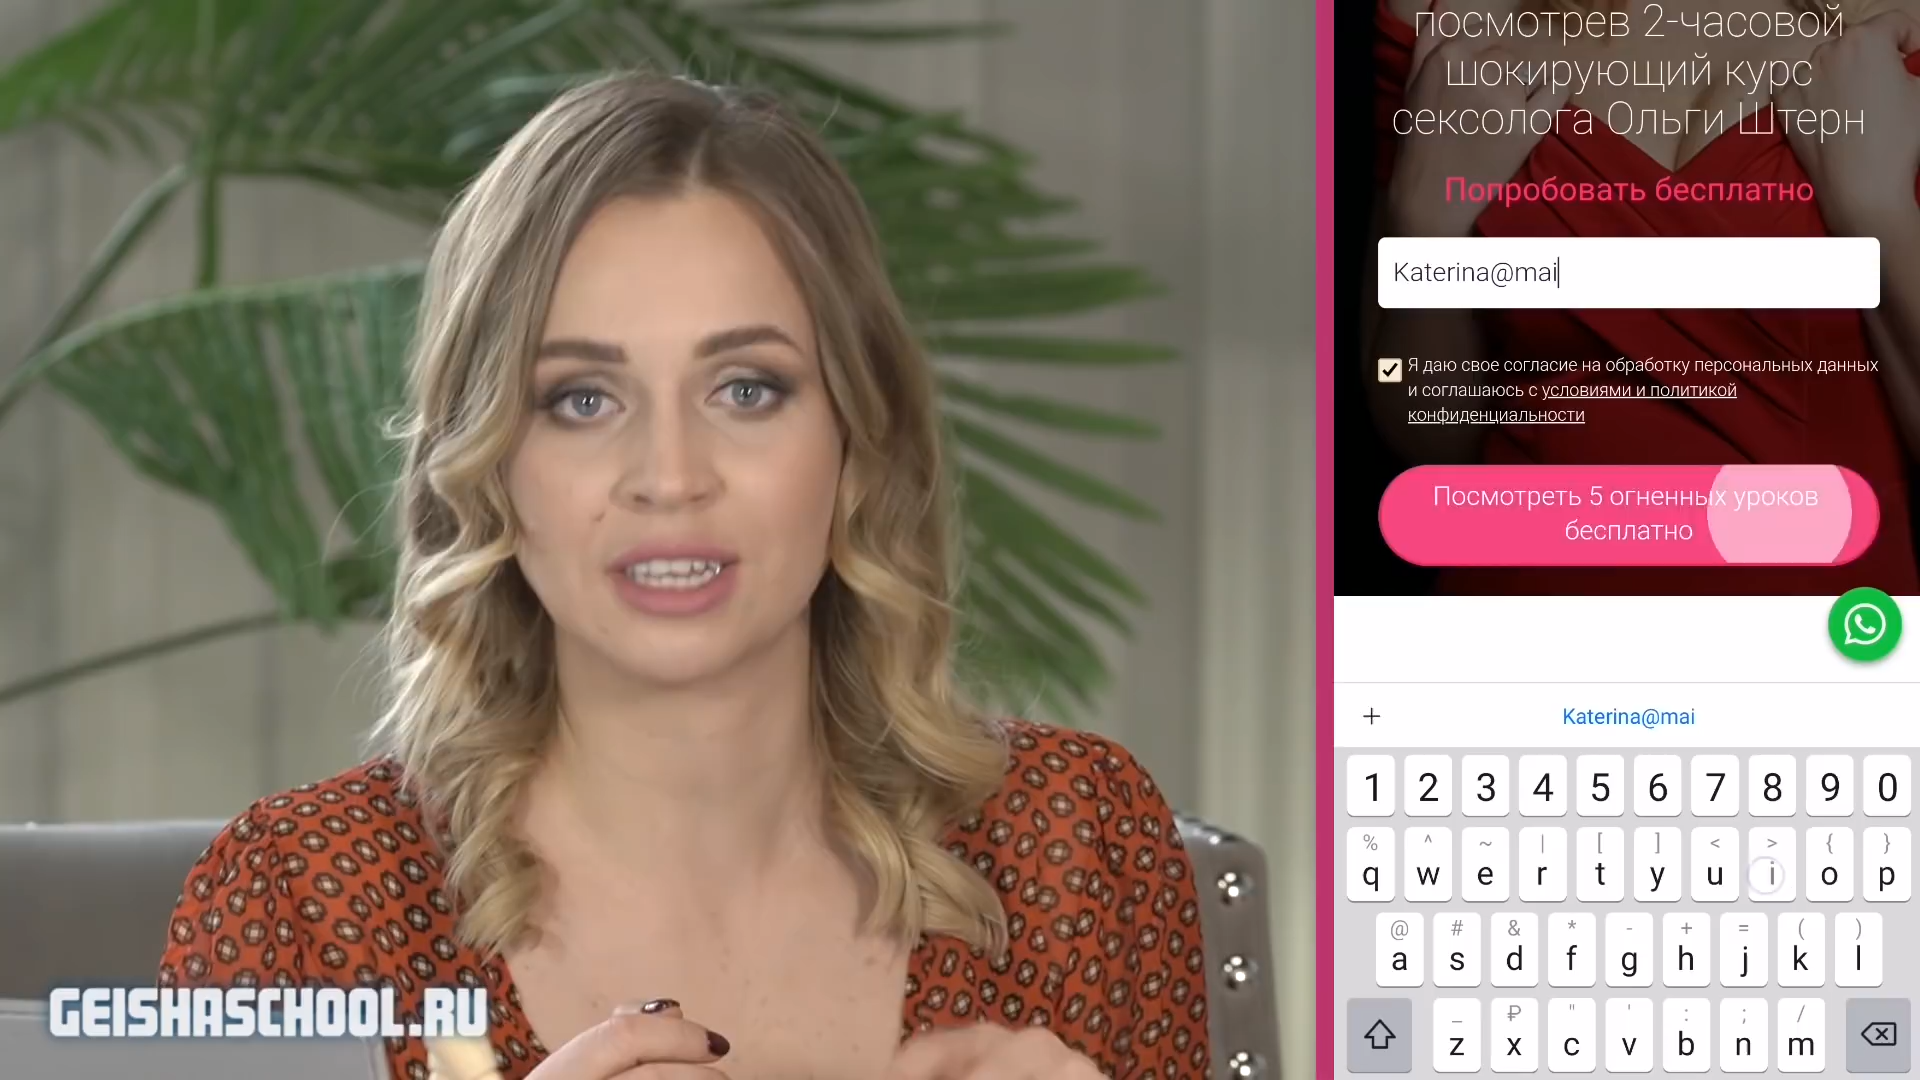 посмотрев 2-часовой
шокирующий курс
сексолога Ольги Штерн
Попробовать бесплатно
Katerina@mai
Я даю свое согласие на обработку персональных данных
и соглашаюсь с условиями и политикой
конфиденциальности
Посмотреть 5 огненных уроков
бесплатно
+ Katerina@mai
1 2 3 4 5 6 7 8 9 0
% ^ ~ | [ ] < > { }
q w e r t y u i o p
@ # & * - + = ( )
a s d f g h j k l
_ ₽ " ' : ; /
z x c v b n m
GEISHASCHOOL.RU